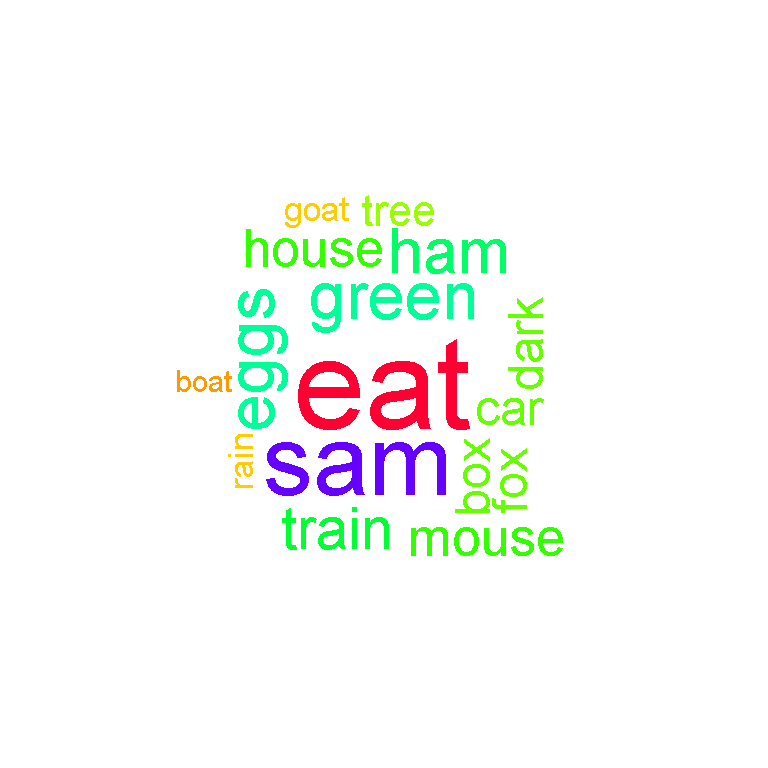 goat tree
house ham
green
eggs
dark
eat
boat
car
rain
sam
box
fox
train
mouse